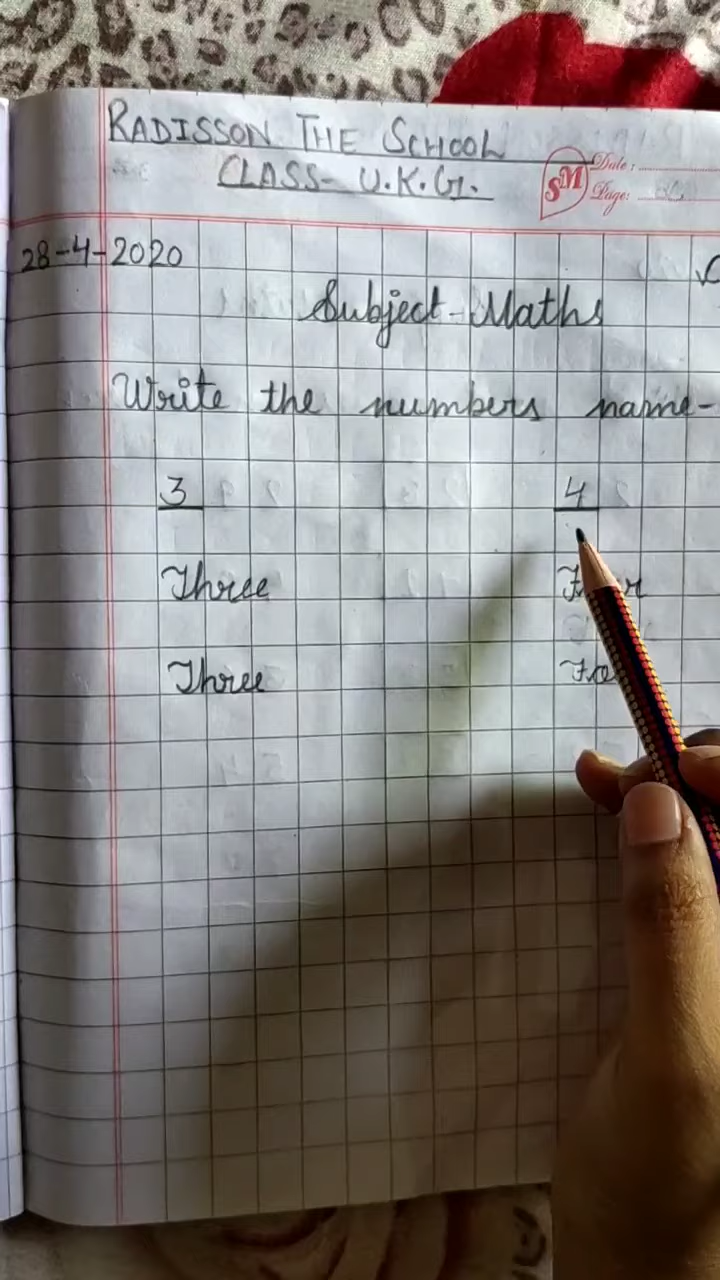 RADISSON THE SCHOOL
CLASS- U.K.G.
SM
Date:
Page:
28-4-2020
Subject-Maths
Write the numbers name-
3 4
Three
Three